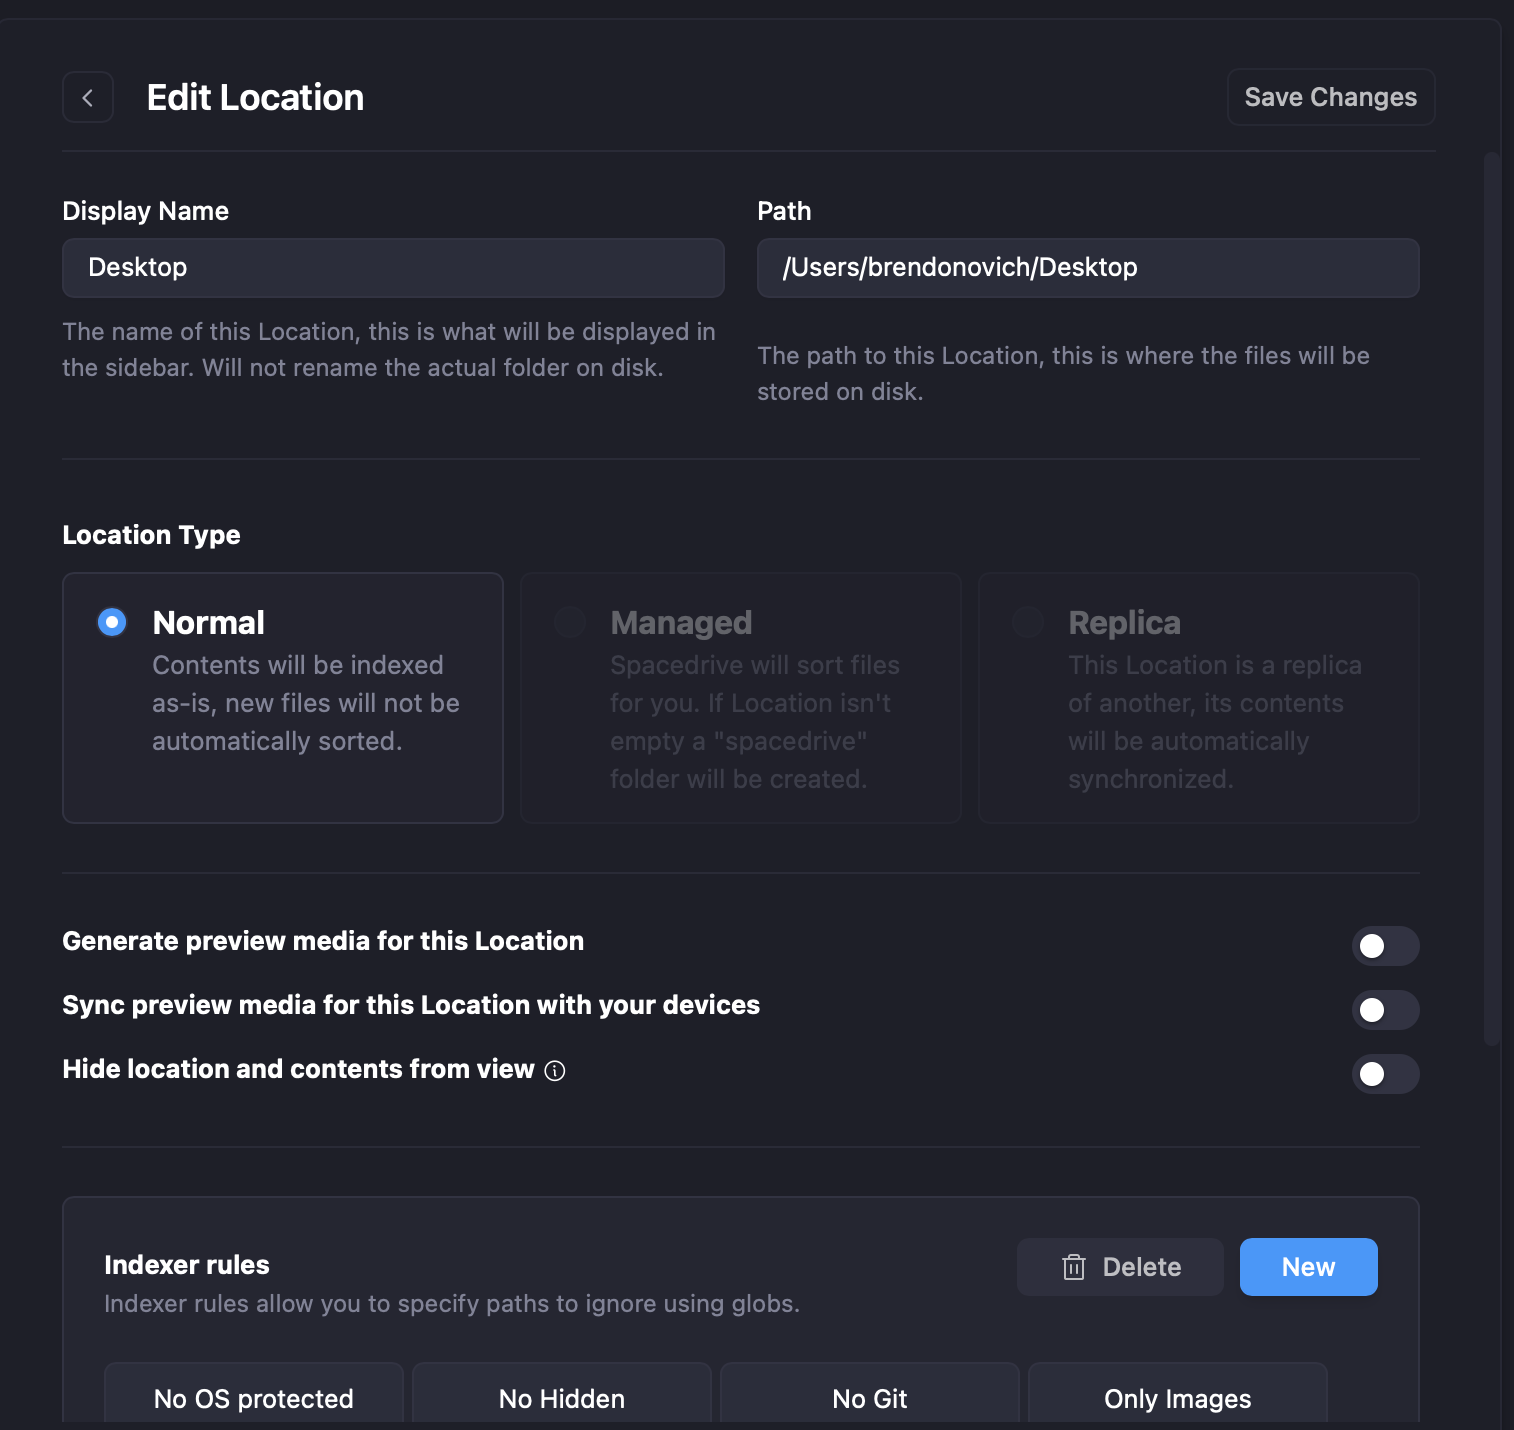 Edit Location
Save Changes
Display Name
Path
Desktop
/Users/brendonovich/Desktop
The name of this Location, this is what will be displayed in
the sidebar. Will not rename the actual folder on disk.
The path to this Location, this is where the files will be
stored on disk.
Location Type
Normal
Contents will be indexed
as-is, new files will not be
automatically sorted.
Managed
Spacedrive will sort files
for you. If Location isn't
empty a "spacedrive"
folder will be created.
Replica
This Location is a replica
of another, its contents
will be automatically
synchronized.
Generate preview media for this Location
Sync preview media for this Location with your devices
Hide location and contents from view
Indexer rules
Delete
New
Indexer rules allow you to specify paths to ignore using globs.
No OS protected
No Hidden
No Git
Only Images